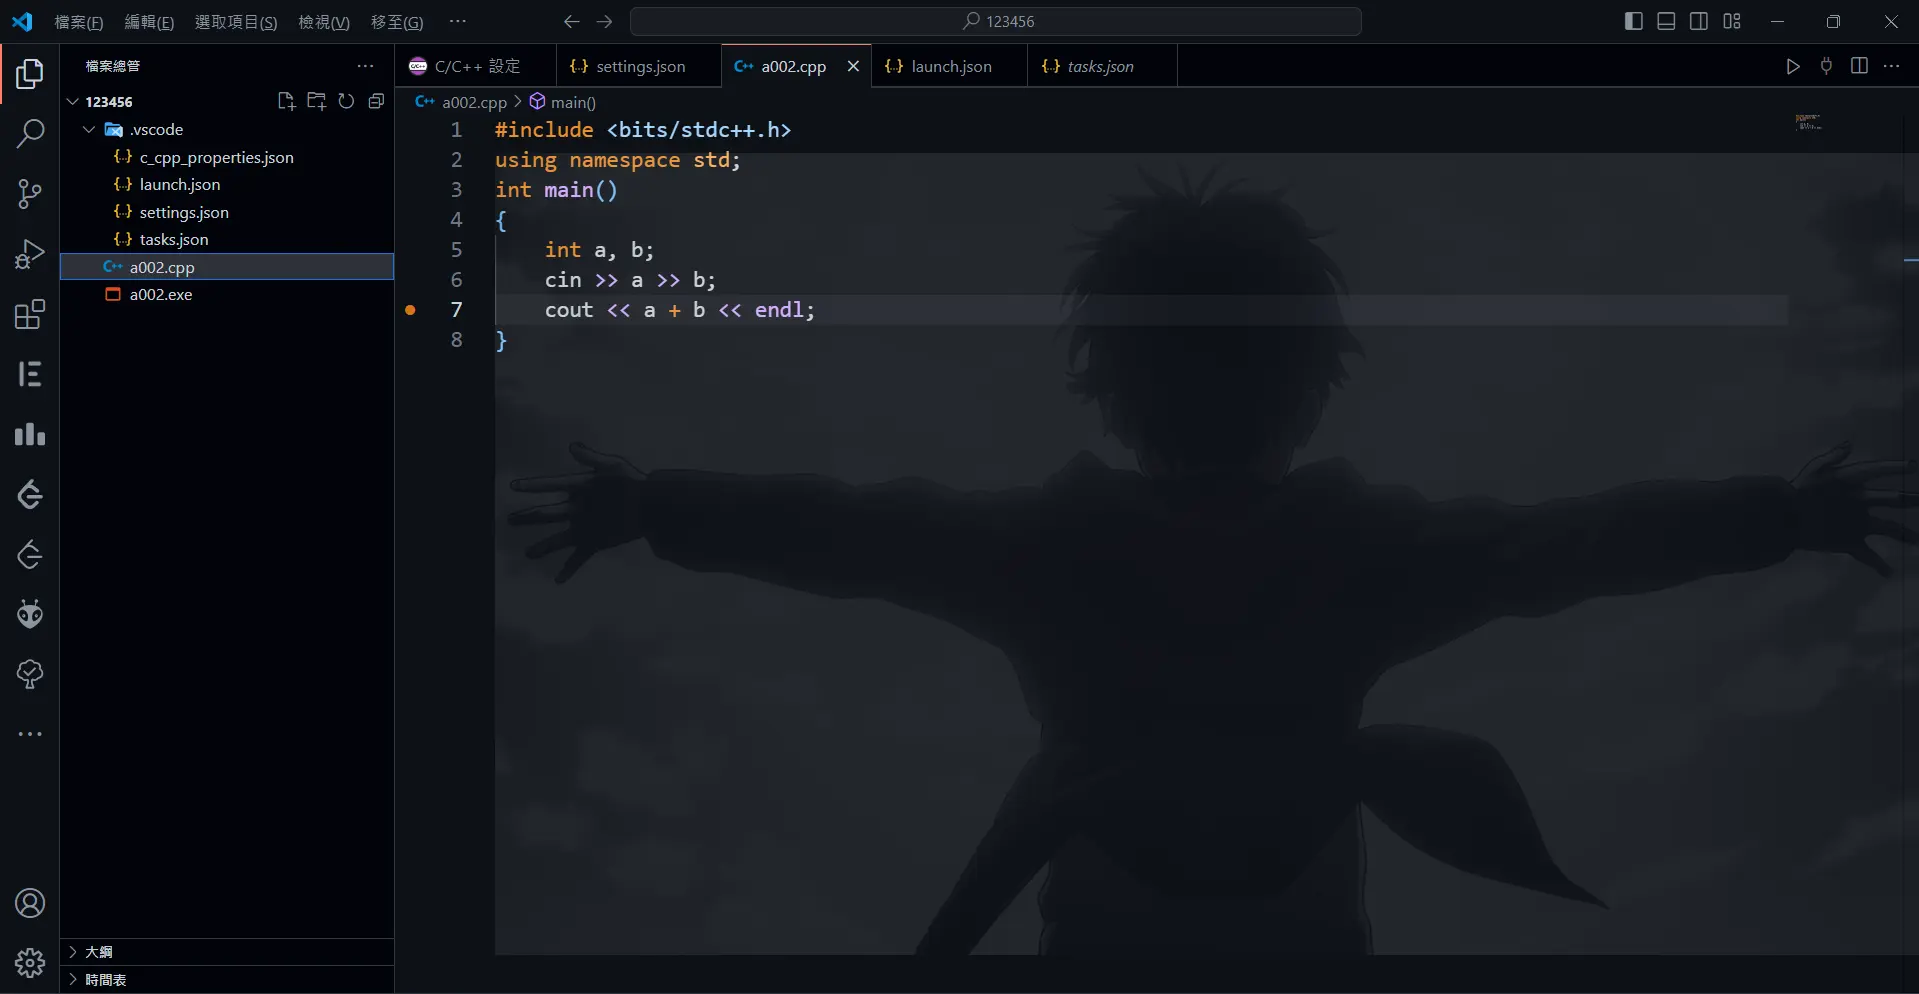 檔案(F) 編輯(E) 選取項目(S) 檢視(V) 移至(G) ··· 123456
檔案總管 ···
123456
.vscode
{..} c_cpp_properties.json
{..} launch.json
{..} settings.json
{..} tasks.json
C++ a002.cpp
a002.exe
大綱
時間表
C/C++ C/C++ 設定 {..} settings.json C++ a002.cpp {..} launch.json {..} tasks.json
C++ a002.cpp > main()
1 #include <bits/stdc++.h>
2 using namespace std;
3 int main()
4 {
5 int a, b;
6 cin >> a >> b;
7 cout << a + b << endl;
8 }